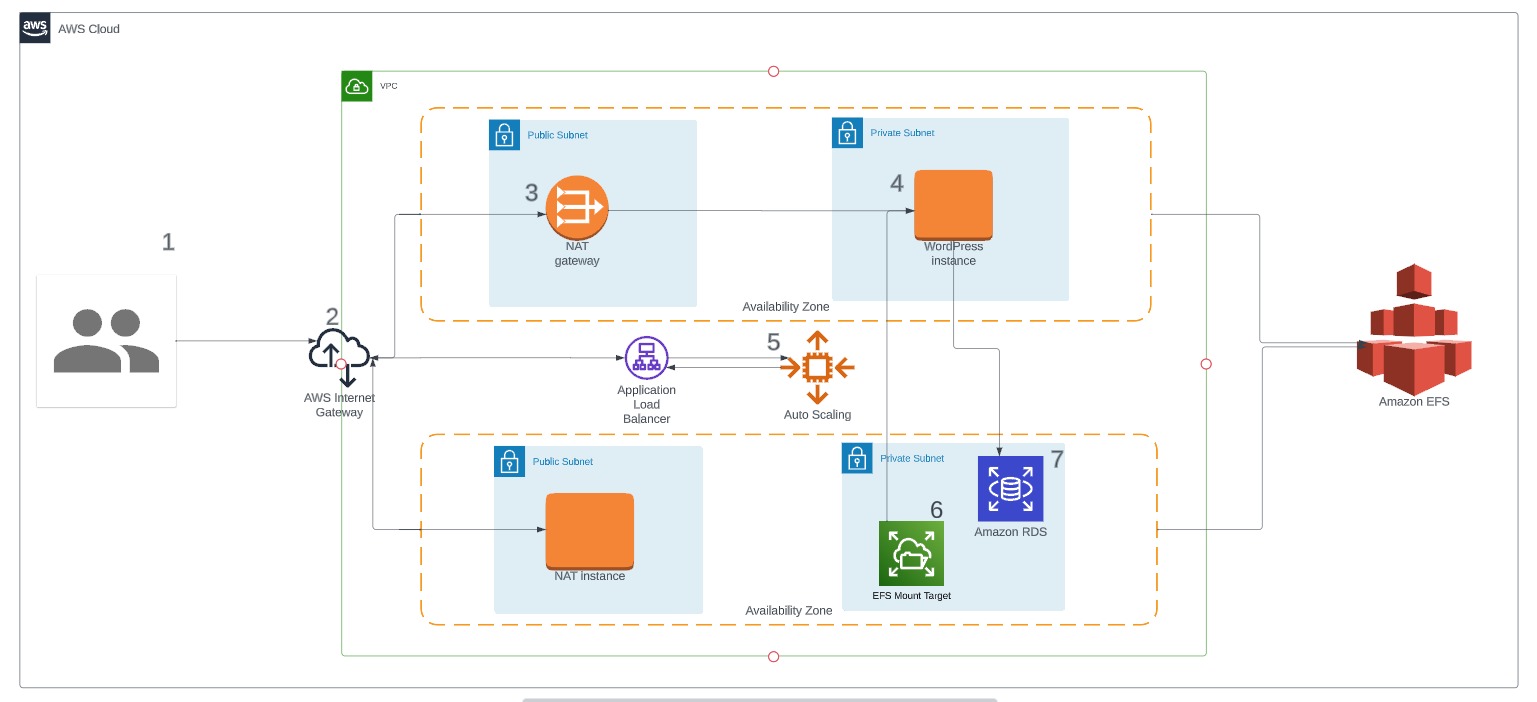 aws
AWS Cloud
VPC
Public Subnet
Private Subnet
1
3
4
NAT
gateway
WordPress
instance
Availability Zone
2
5
AWS Internet
Gateway
Application
Load
Balancer
Auto Scaling
Amazon EFS
Public Subnet
Private Subnet
7
6
Amazon RDS
NAT instance
EFS Mount Target
Availability Zone